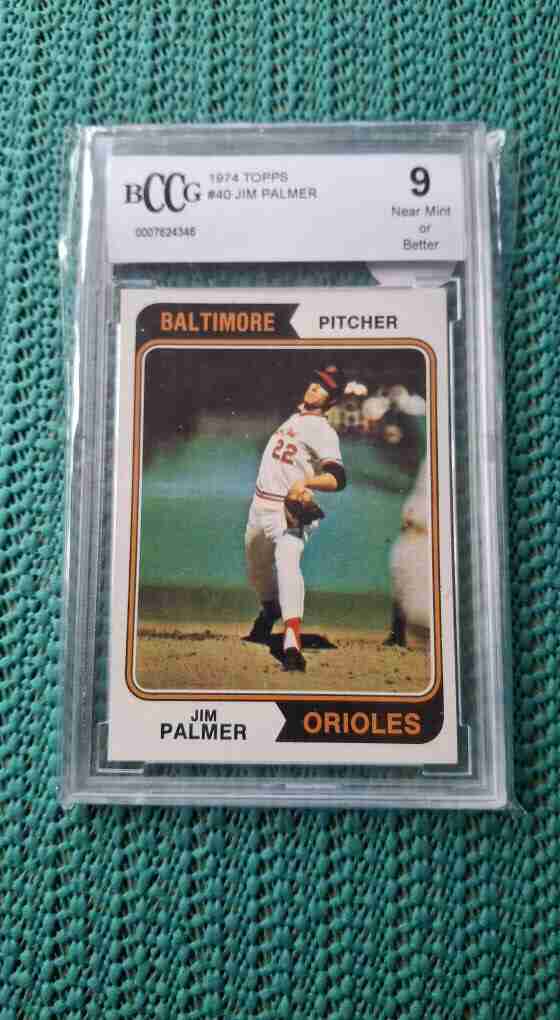 BCCG
1974 TOPPS
#40 JIM PALMER
0007624346
9
Near Mint
or
Better
BALTIMORE
PITCHER
22
JIM
PALMER
ORIOLES